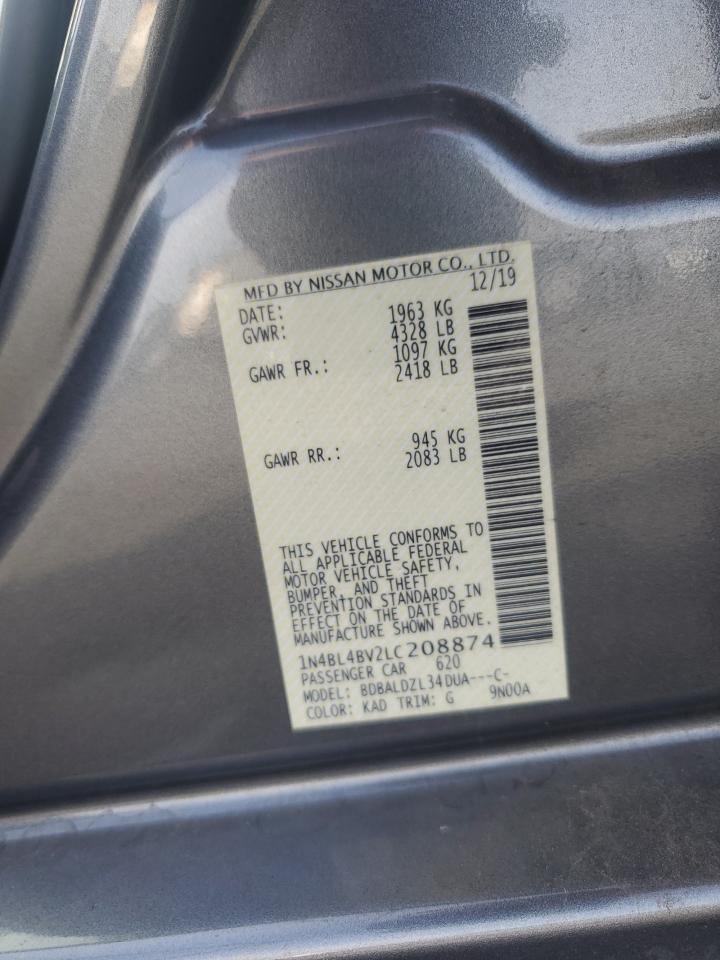 MFD BY NISSAN MOTOR CO., LTD.
DATE: 12/19
GVWR: 1963 KG
4328 LB
GAWR FR.: 1097 KG
2418 LB
GAWR RR.: 945 KG
2083 LB
THIS VEHICLE CONFORMS TO
ALL APPLICABLE FEDERAL
MOTOR VEHICLE SAFETY,
BUMPER, AND THEFT
PREVENTION STANDARDS IN
EFFECT ON THE DATE OF
MANUFACTURE SHOWN ABOVE.
1N4BL4BV2LC208874
PASSENGER CAR 620
MODEL: BDBALDZL34DUA---C-
COLOR: KAD TRIM: G 9N00A